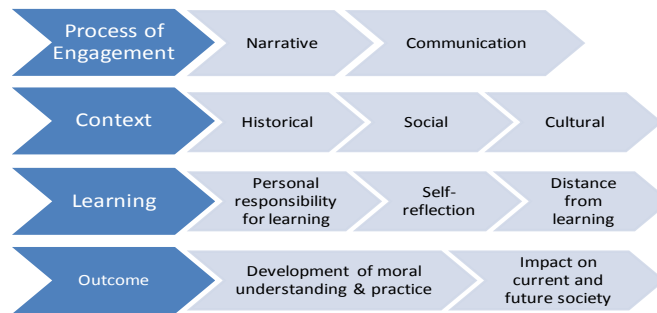 Process of
Engagement
Narrative
Communication
Context
Historical
Social
Cultural
Learning
Personal
responsibility
for learning
Self-
reflection
Distance
from
learning
Outcome
Development of moral
understanding & practice
Impact on
current and
future society